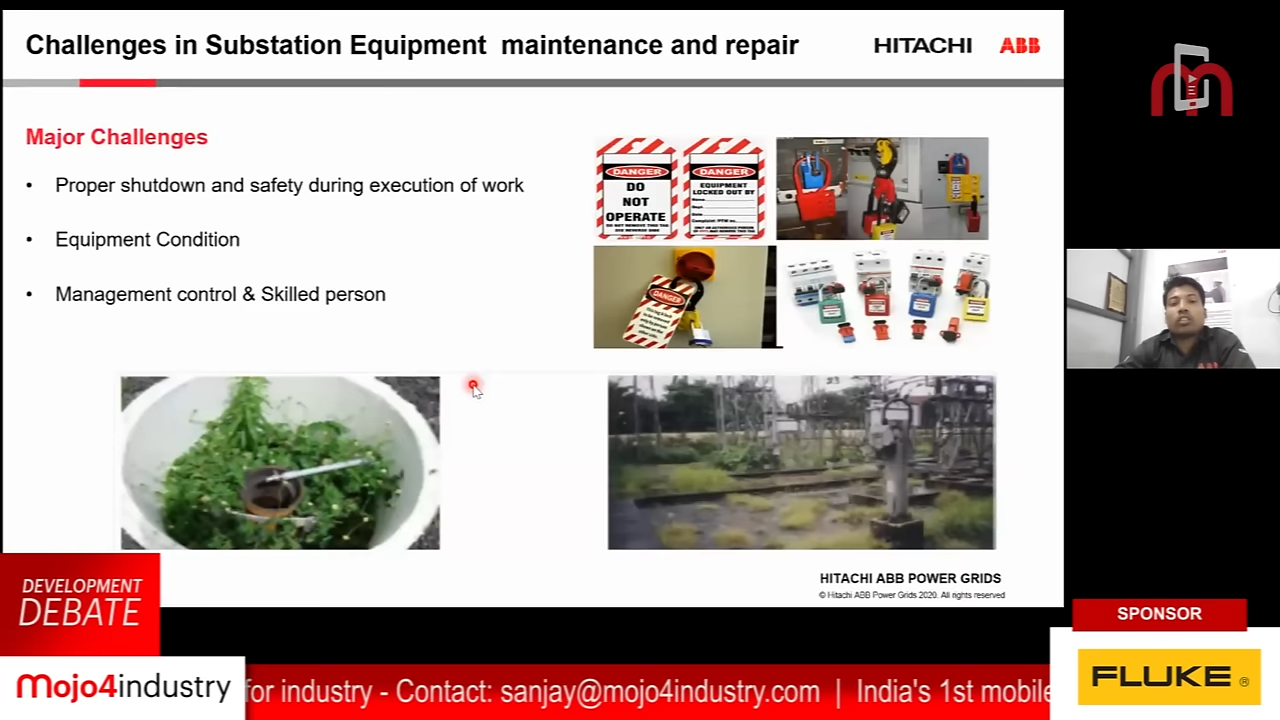 Challenges in Substation Equipment maintenance and repair
HITACHI ABB
Major Challenges
• Proper shutdown and safety during execution of work
• Equipment Condition
• Management control & Skilled person
DANGER
DO
NOT
OPERATE
DANGER
EQUIPMENT
LOCKED OUT BY
DANGER
HITACHI ABB POWER GRIDS
© Hitachi ABB Power Grids 2020. All rights reserved
DEVELOPMENT
DEBATE
SPONSOR
mojo4industry
for industry - Contact: sanjay@mojo4industry.com | India's 1st mobile
FLUKE®